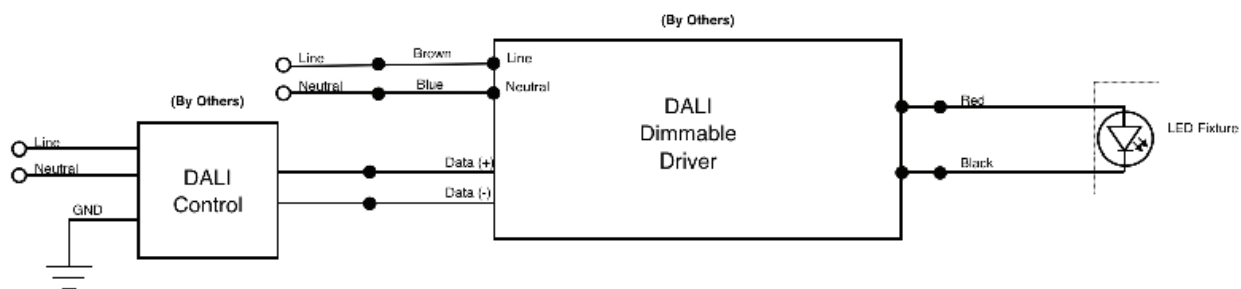 (By Others)
Line
Brown
Line
Neutral
Blue
Neutral
(By Others)
DALI
Dimmable
Driver
Red
LED Fixture
Black
Line
Neutral
DALI
Control
GND
Data (+)
Data (-)